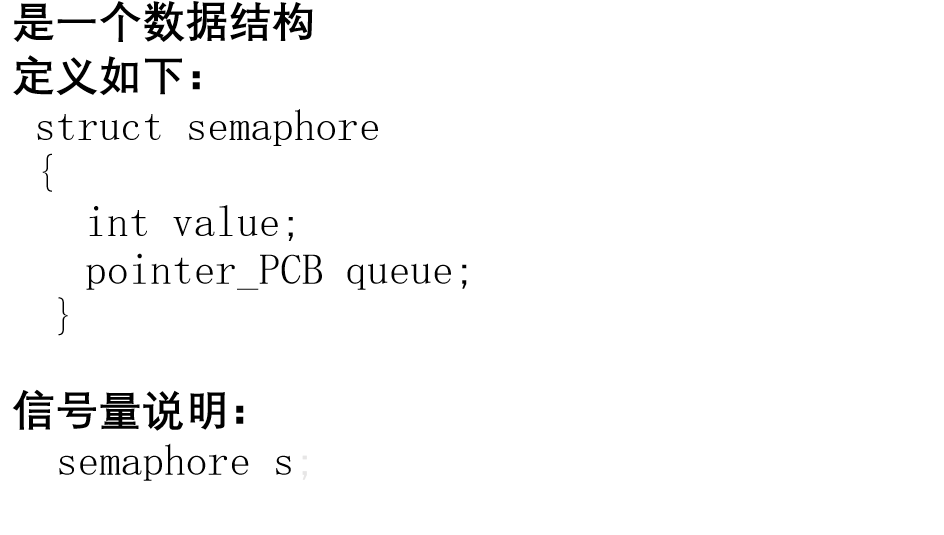 是一个数据结构
定义如下：
struct semaphore
{
int value;
pointer_PCB queue;
}
信号量说明：
semaphore s;